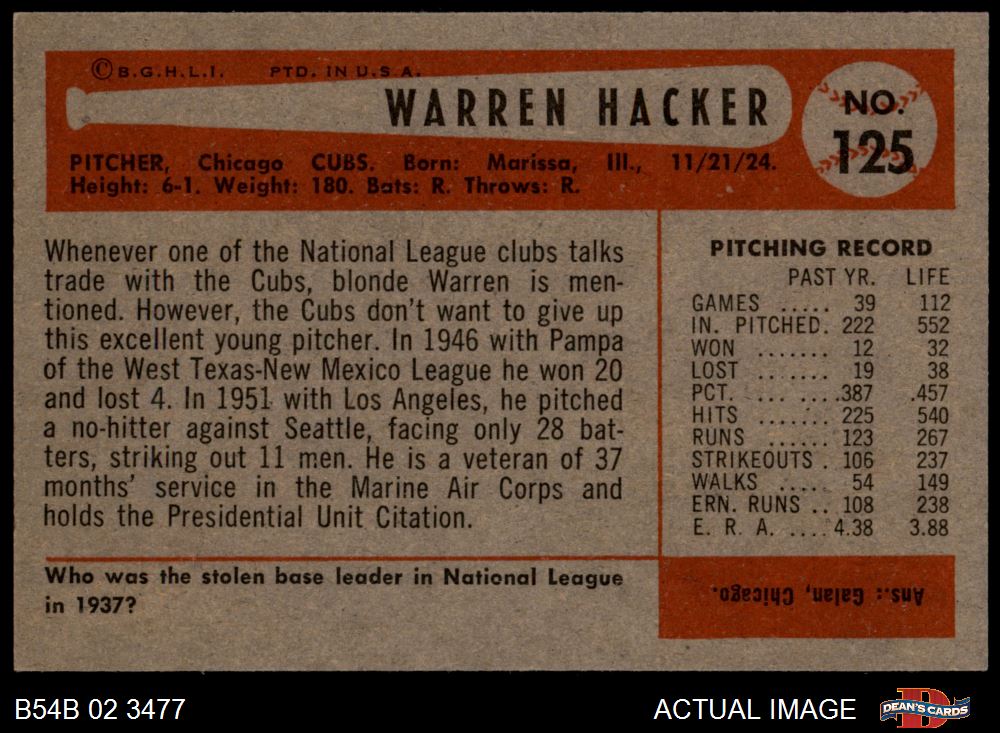 © B.G.H.L.I. PTD. IN U.S.A.
WARREN HACKER
NO.
125
PITCHER, Chicago CUBS. Born: Marissa, Ill., 11/21/24.
Height: 6-1. Weight: 180. Bats: R. Throws: R.
Whenever one of the National League clubs talks
trade with the Cubs, blonde Warren is men-
tioned. However, the Cubs don't want to give up
this excellent young pitcher. In 1946 with Pampa
of the West Texas-New Mexico League he won 20
and lost 4. In 1951 with Los Angeles, he pitched
a no-hitter against Seattle, facing only 28 bat-
ters, striking out 11 men. He is a veteran of 37
months' service in the Marine Air Corps and
holds the Presidential Unit Citation.
PITCHING RECORD
PAST YR. LIFE
GAMES ..... 39 112
IN. PITCHED. 222 552
WON ....... 12 32
LOST ....... 19 38
PCT. ... .....387 .457
HITS ....... 225 540
RUNS ...... 123 267
STRIKEOUTS . 106 237
WALKS ..... 54 149
ERN. RUNS .. 108 238
E. R. A. ....4.38 3.88
Who was the stolen base leader in National League
in 1937?
Ans.: Galan, Chicago.
B54B 02 3477
ACTUAL IMAGE
D
DEAN'S CARDS